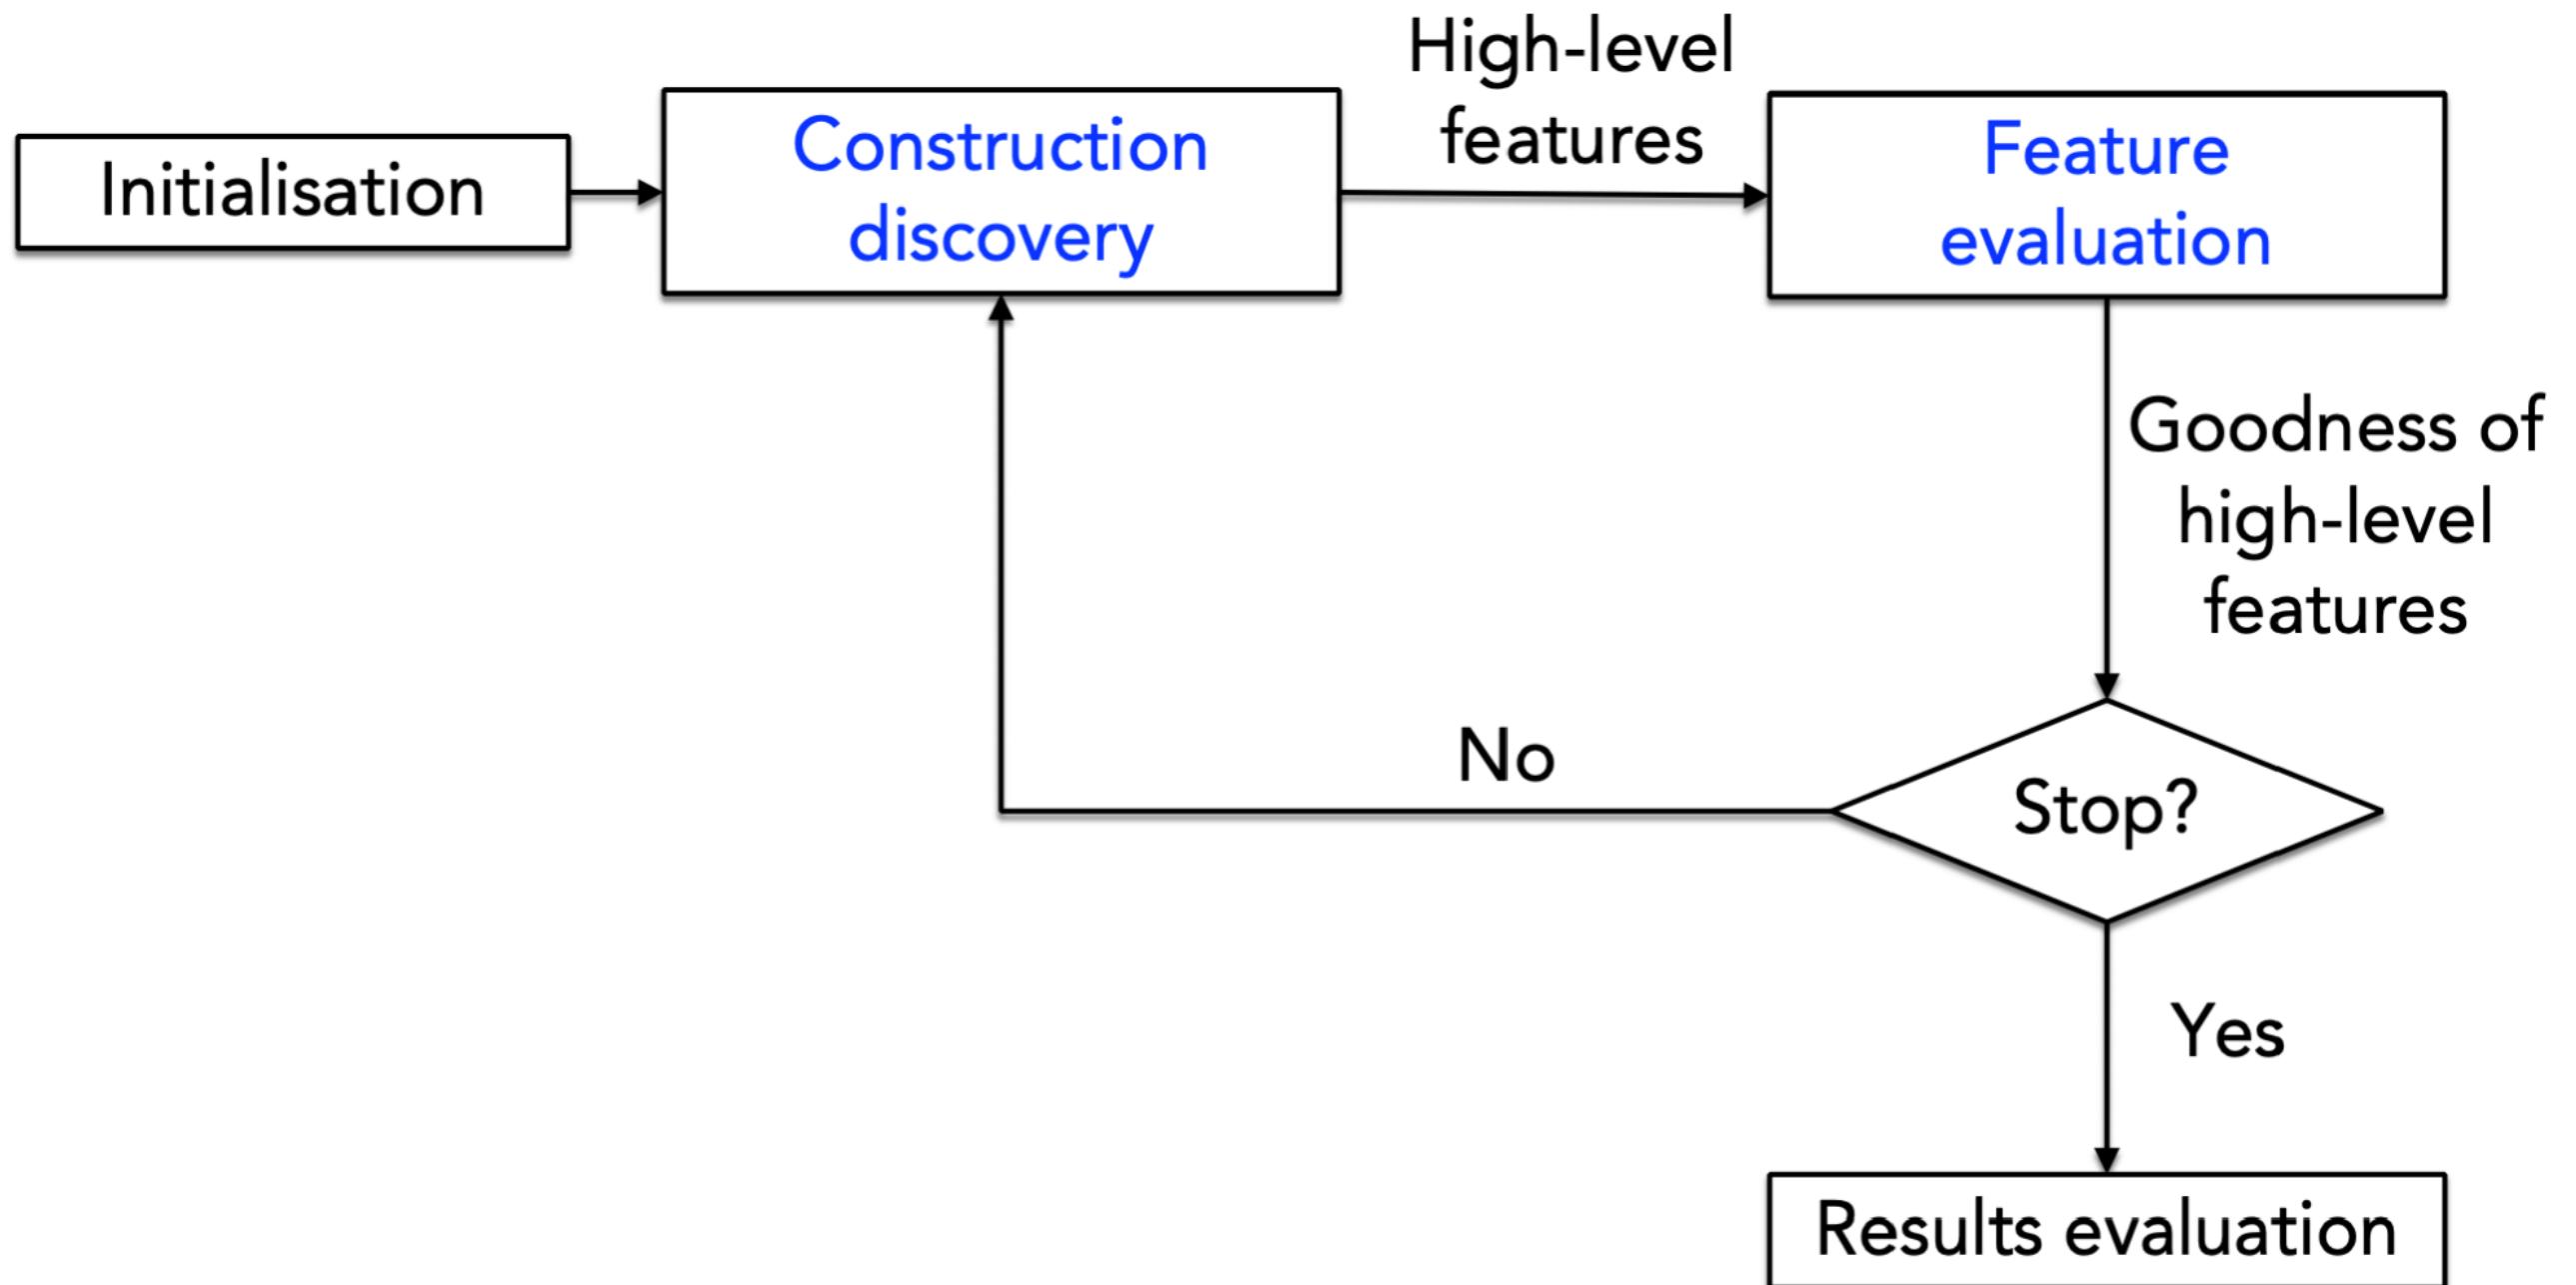 Initialisation
Construction
discovery
High-level
features
Feature
evaluation
Goodness of
high-level
features
Stop?
No
Yes
Results evaluation